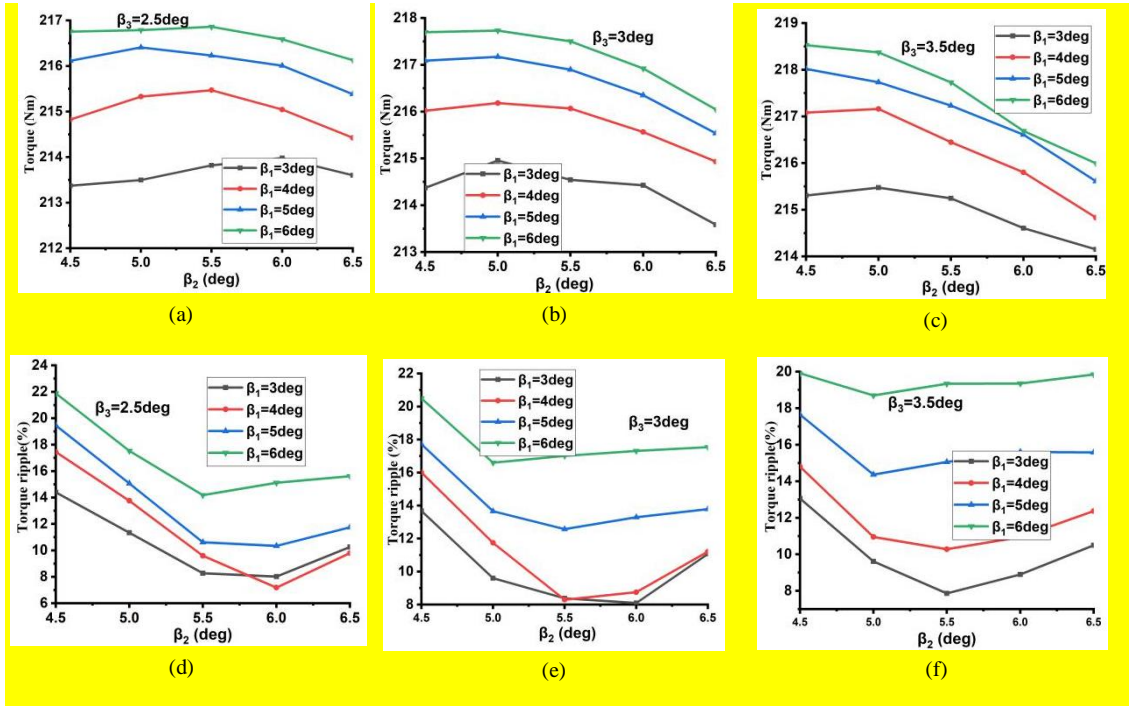 β3=2.5deg
Torque (Nm)
217
216
215
214
213
212
β1=3deg
β1=4deg
β1=5deg
β1=6deg
4.5 5.0 5.5 6.0 6.5
β2 (deg)
(a)
β3=3deg
Torque (Nm)
218
217
216
215
214
213
β1=3deg
β1=4deg
β1=5deg
β1=6deg
4.5 5.0 5.5 6.0 6.5
β2 (deg)
(b)
β3=3.5deg
Torque (Nm)
219
218
217
216
215
214
β1=3deg
β1=4deg
β1=5deg
β1=6deg
4.5 5.0 5.5 6.0 6.5
β2 (deg)
(c)
β3=2.5deg
Torque ripple(%)
24
22
20
18
16
14
12
10
8
6
β1=3deg
β1=4deg
β1=5deg
β1=6deg
4.5 5.0 5.5 6.0 6.5
β2 (deg)
(d)
β3=3deg
Torque ripple (%)
22
20
18
16
14
12
10
8
β1=3deg
β1=4deg
β1=5deg
β1=6deg
4.5 5.0 5.5 6.0 6.5
β2 (deg)
(e)
β3=3.5deg
Torque ripple(%)
20
18
16
14
12
10
8
β1=3deg
β1=4deg
β1=5deg
β1=6deg
4.5 5.0 5.5 6.0 6.5
β2 (deg)
(f)